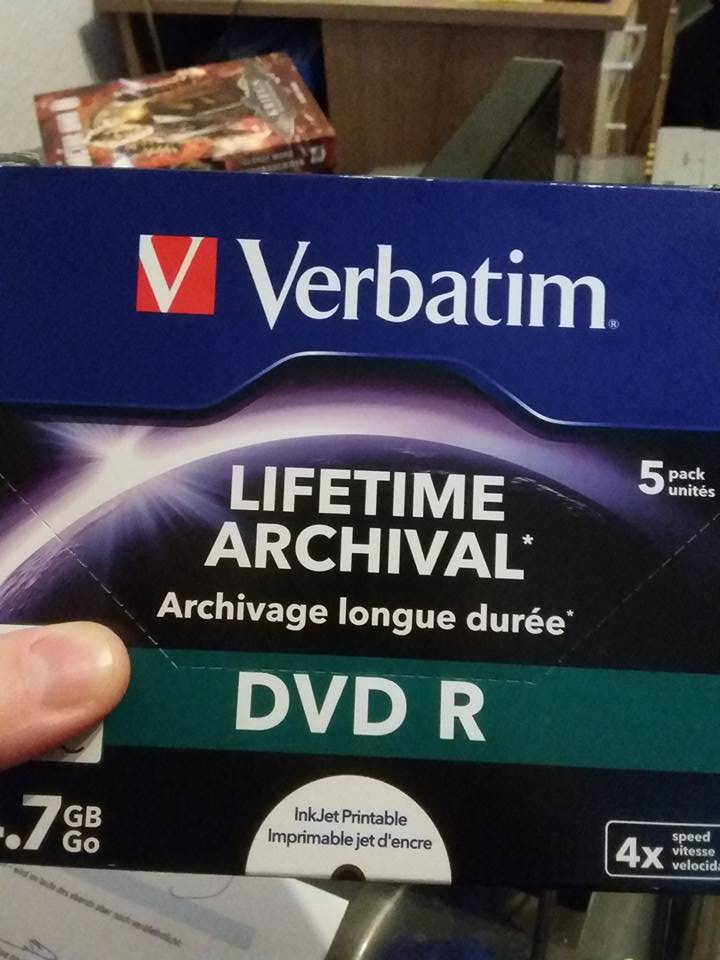 Verbatim®
LIFETIME
ARCHIVAL*
Archivage longue durée*
5 pack
unités
DVD R
.7 GB
Go
InkJet Printable
Imprimable jet d'encre
4x speed
vitesse
velocid